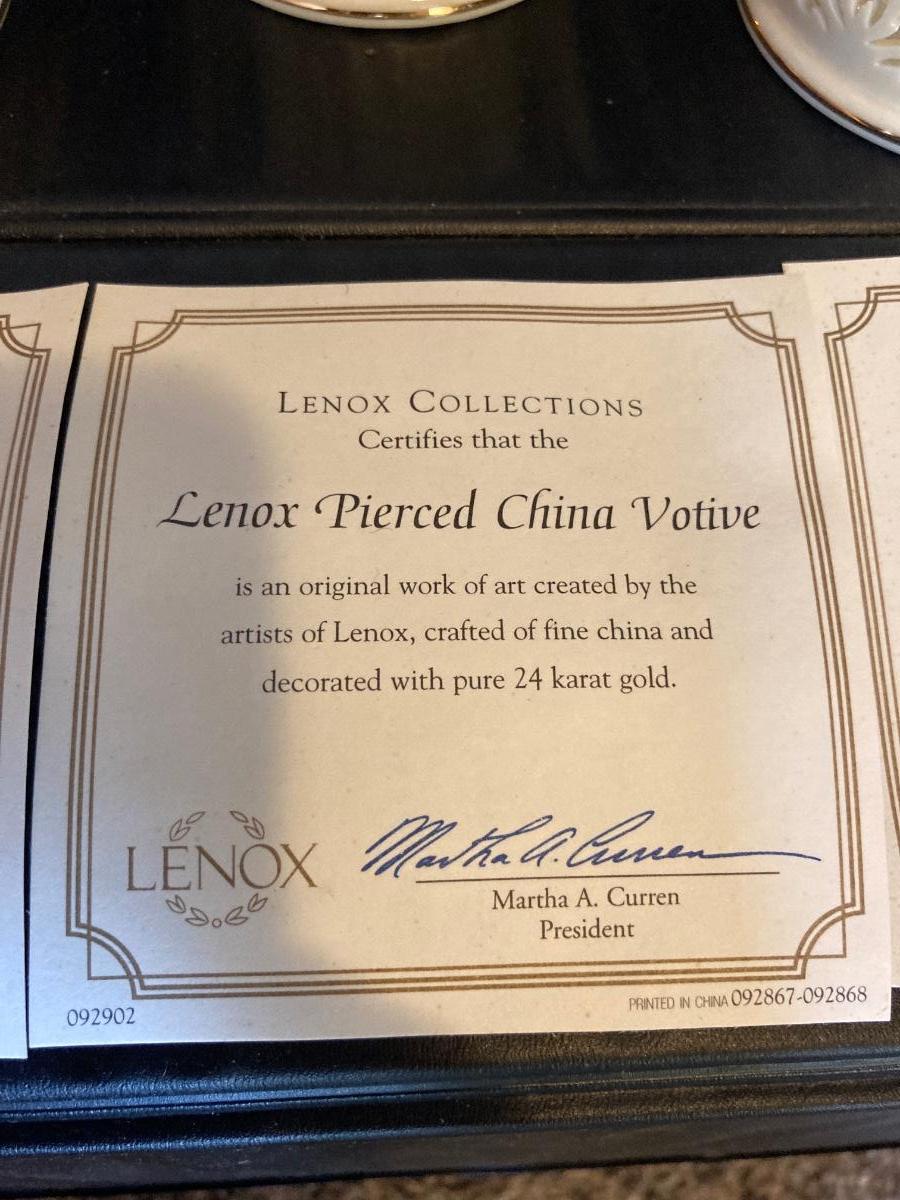 LENOX COLLECTIONS
Certifies that the
Lenox Pierced China Votive
is an original work of art created by the
artists of Lenox, crafted of fine china and
decorated with pure 24 karat gold.
LENOX
Martha A. Curren
Martha A. Curren
President
092902
PRINTED IN CHINA 092867-092868